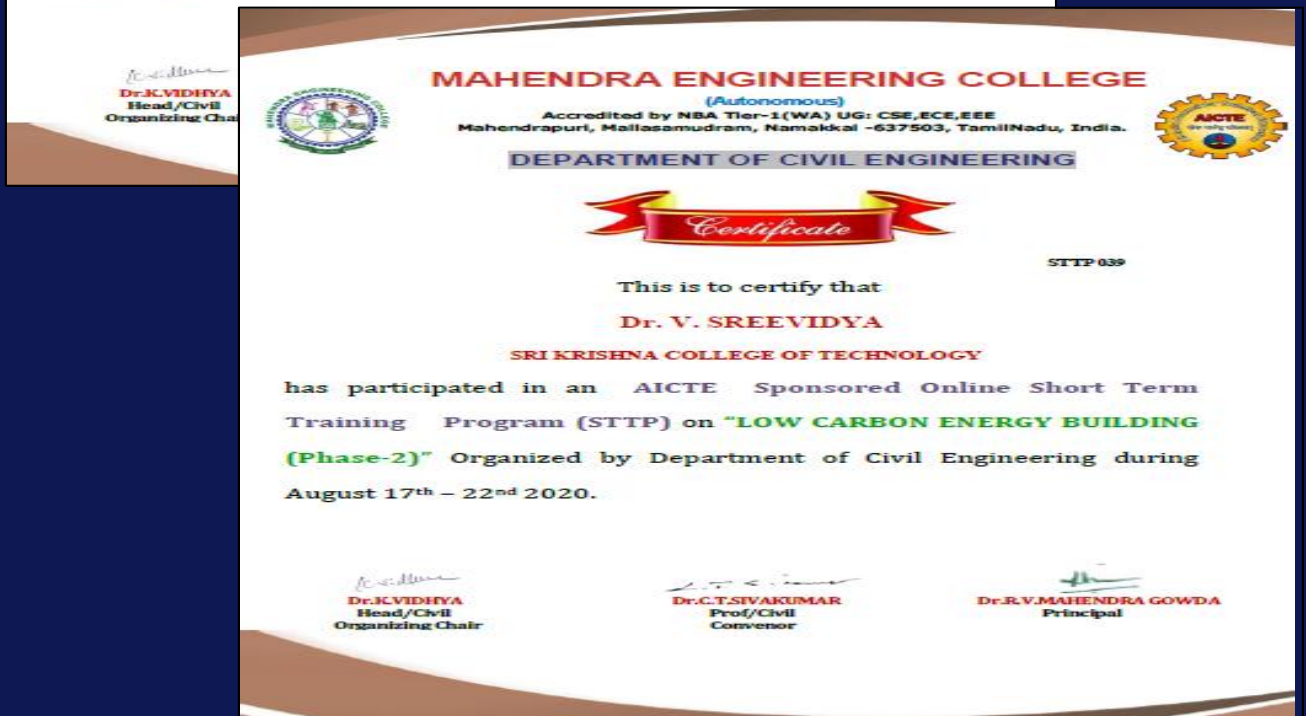 Dr.K.VIDHYA
Head/Civil
Organizing Chai
MAHENDRA ENGINEERING COLLEGE
(Autonomous)
Accredited by NBA Tier-1(WA) UG: CSE,ECE,EEE
Mahendrapuri, Mallasamudram, Namakkal -637503, TamilNadu, India.
AICTE
DEPARTMENT OF CIVIL ENGINEERING
Certificate
STTP 039
This is to certify that
Dr. V. SREEVIDYA
SRI KRISHNA COLLEGE OF TECHNOLOGY
has participated in an AICTE Sponsored Online Short Term
Training Program (STTP) on "LOW CARBON ENERGY BUILDING
(Phase-2)" Organized by Department of Civil Engineering during
August 17th – 22nd 2020.
Dr.K.VIDHYA
Head/Civil
Organizing Chair
Dr.C.T.SIVAKUMAR
Prof/Civil
Convenor
Dr.R.V.MAHENDRA GOWDA
Principal